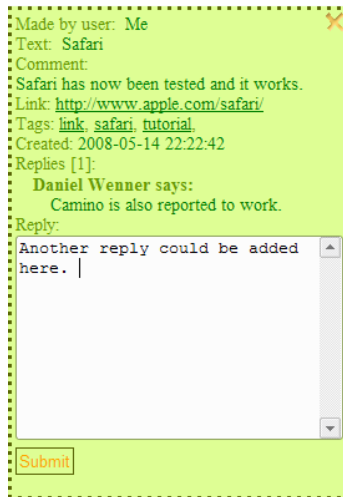 Made by user: Me
Text: Safari
Comment:
Safari has now been tested and it works.
Link: http://www.apple.com/safari/
Tags: link, safari, tutorial,
Created: 2008-05-14 22:22:42
Replies [1]:
Daniel Wenner says:
Camino is also reported to work.
Reply:
Another reply could be added
here.
Submit